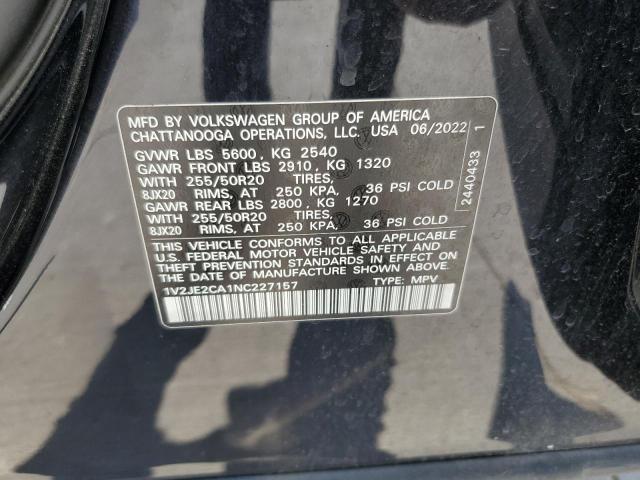 MFD BY VOLKSWAGEN GROUP OF AMERICA
CHATTANOOGA OPERATIONS, LLC. USA 06/2022
GVWR LBS 5600, KG 2540
GAWR FRONT LBS 2910, KG 1320
WITH 255/50R20 TIRES,
8JX20 RIMS, AT 250 KPA, 36 PSI COLD
GAWR REAR LBS 2800, KG 1270
WITH 255/50R20 TIRES,
8JX20 RIMS, AT 250 KPA, 36 PSI COLD
THIS VEHICLE CONFORMS TO ALL APPLICABLE
U.S. FEDERAL MOTOR VEHICLE SAFETY AND
THEFT PREVENTION STANDARDS IN EFFECT
ON THE DATE OF MANUFACTURE SHOWN ABOVE.
1V2JE2CA1NC227157 TYPE: MPV
2440433 1